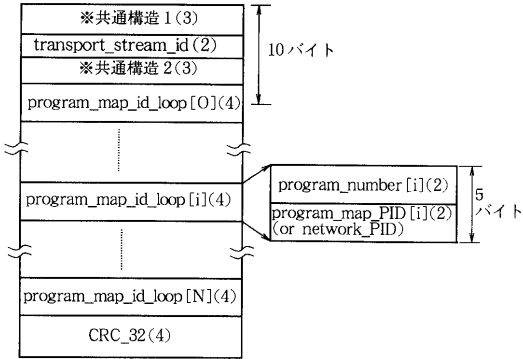 ※共通構造1(3)
transport_stream_id(2)
※共通構造2(3)
program_map_id_loop[O](4)
10バイト
program_map_id_loop[i](4)
program_number[i](2)
program_map_PID[i](2)
(or network_PID)
5
バイト
program_map_id_loop[N](4)
CRC_32(4)